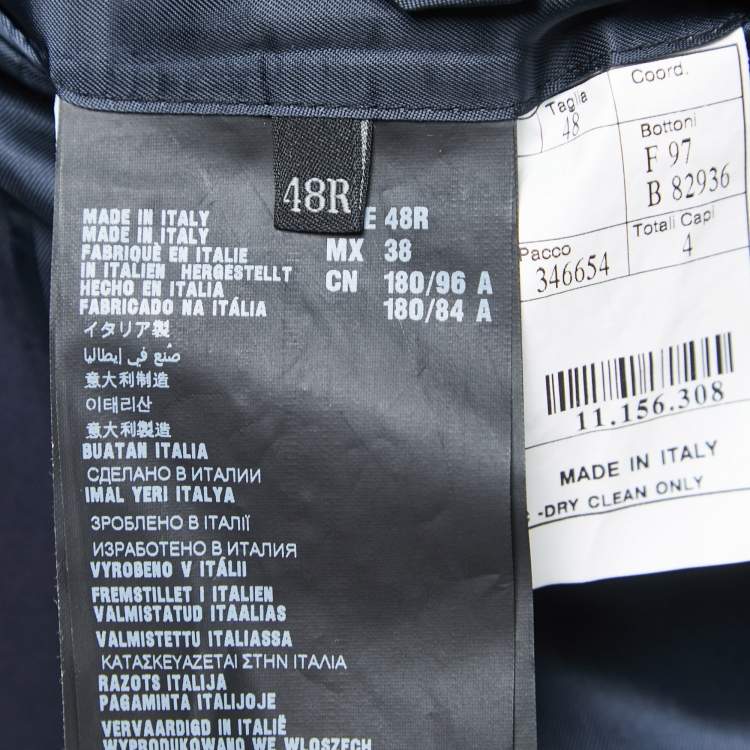 48R
MADE IN ITALY
MADE IN ITALY
FABRIQUÉ EN ITALIE
IN ITALIEN HERGESTELLT
HECHO EN ITALIA
FABRICADO NA ITÁLIA
イタリア製
صُنع في إيطاليا
意大利制造
이태리산
意大利製造
BUATAN ITALIA
СДЕЛАНО В ИТАЛИИ
IMAL YERI ITALYA
ЗРОБЛЕНО В ІТАЛІЇ
ИЗРАБОТЕНО В ИТАЛИЯ
VYROBENO V ITÁLII
FREMSTILLET I ITALIEN
VALMISTATUD ITAALIAS
VALMISTETTU ITALIASSA
ΚΑΤΑΣΚΕΥΑΖΕΤΑΙ ΣΤΗΝ ΙΤΑΛΙΑ
RAZOTS ITALIJA
PAGAMINTA ITALIJOJE
VERVAARDIGD IN ITALIË
WYPRODUKOWANO WE WLOSZECH
E 48R
MX 38
CN 180/96 A
180/84 A
Taglia
48
Coord.
Bottoni
F 97
B 82936
Pacco
346654
Totali Capi
4
11.156.308
MADE IN ITALY
-DRY CLEAN ONLY